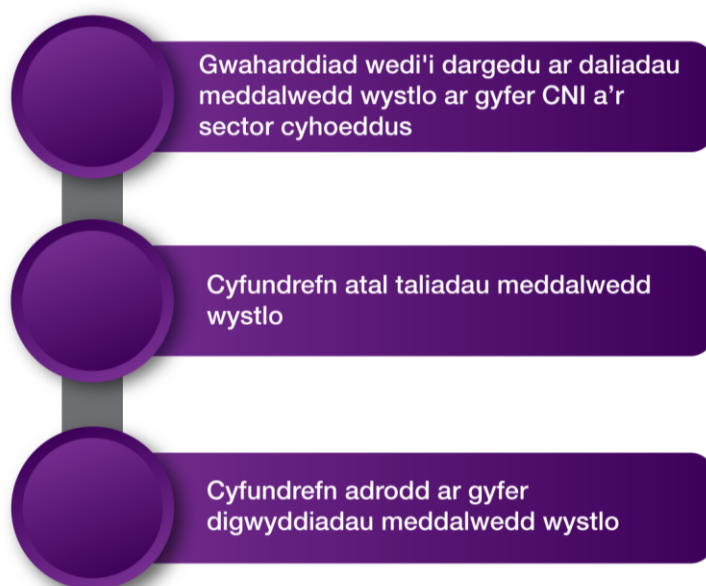 Gwaharddiad wedi'i dargedu ar daliadau
meddalwedd wystlo ar gyfer CNI a’r
sector cyhoeddus
Cyfundrefn atal taliadau meddalwedd
wystlo
Cyfundrefn adrodd ar gyfer
digwyddiadau meddalwedd wystlo